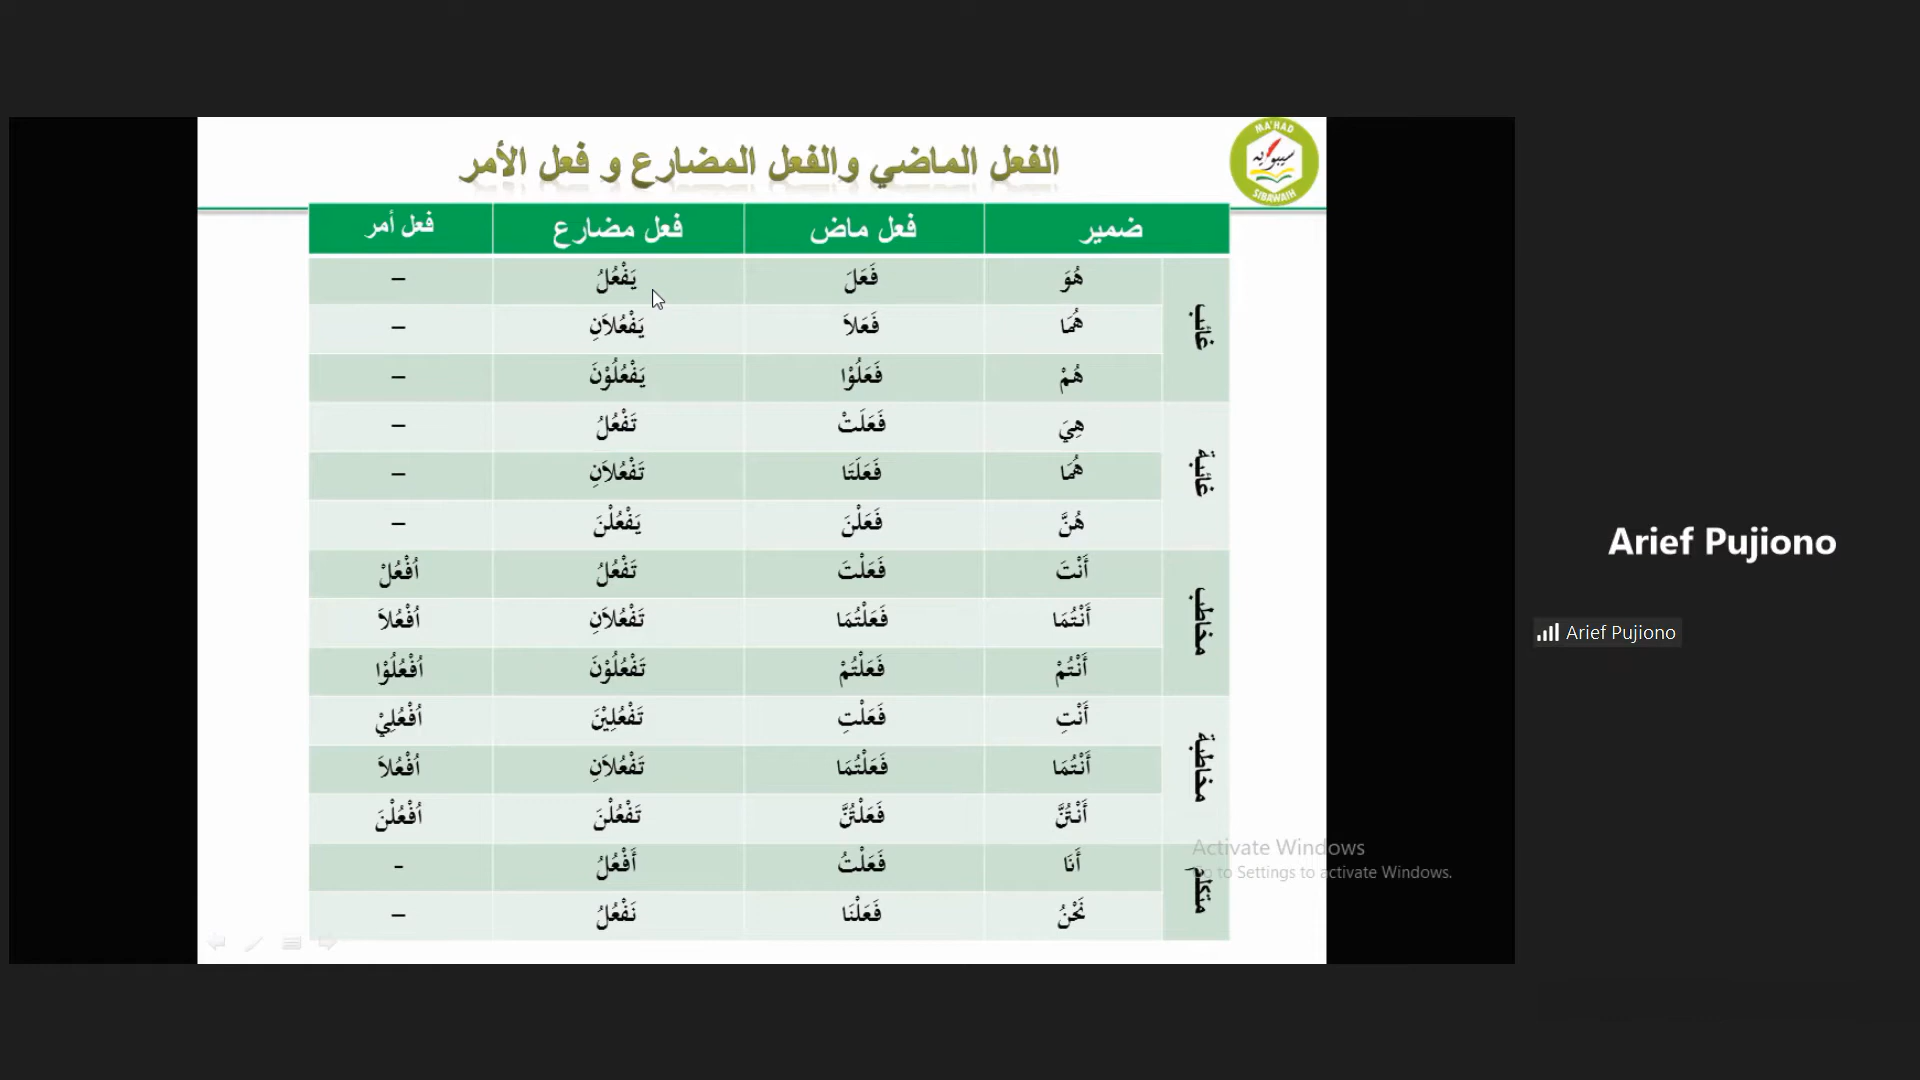 الفعل الماضي والفعل المضارع و فعل الأمر
MA'HAD
سيبويه
SIBAWAIH
ضمير فعل ماض فعل مضارع فعل أمر
غائب
هُوَ فَعَلَ يَفْعُلُ –
هُمَا فَعَلاَ يَفْعُلاَنِ –
هُمْ فَعَلُوْا يَفْعُلُوْنَ –
غائبة
هِيَ فَعَلَتْ تَفْعُلُ –
هُمَا فَعَلَتَا تَفْعُلاَنِ –
هُنَّ فَعَلْنَ يَفْعُلْنَ –
مخاطب
أَنْتَ فَعَلْتَ تَفْعُلُ اُفْعُلْ
أَنْتُمَا فَعَلْتُمَا تَفْعُلاَنِ اُفْعُلاَ
أَنْتُمْ فَعَلْتُمْ تَفْعُلُوْنَ اُفْعُلُوْا
مخاطبة
أَنْتِ فَعَلْتِ تَفْعُلِيْنَ اُفْعُلِيْ
أَنْتُمَا فَعَلْتُمَا تَفْعُلاَنِ اُفْعُلاَ
أَنْتُنَّ فَعَلْتُنَّ تَفْعُلْنَ اُفْعُلْنَ
متكلم
أَنَا فَعَلْتُ أَفْعُلُ -
نَحْنُ فَعَلْنَا نَفْعُلُ –
Activate Windows
Go to Settings to activate Windows.
Arief Pujiono
Arief Pujiono